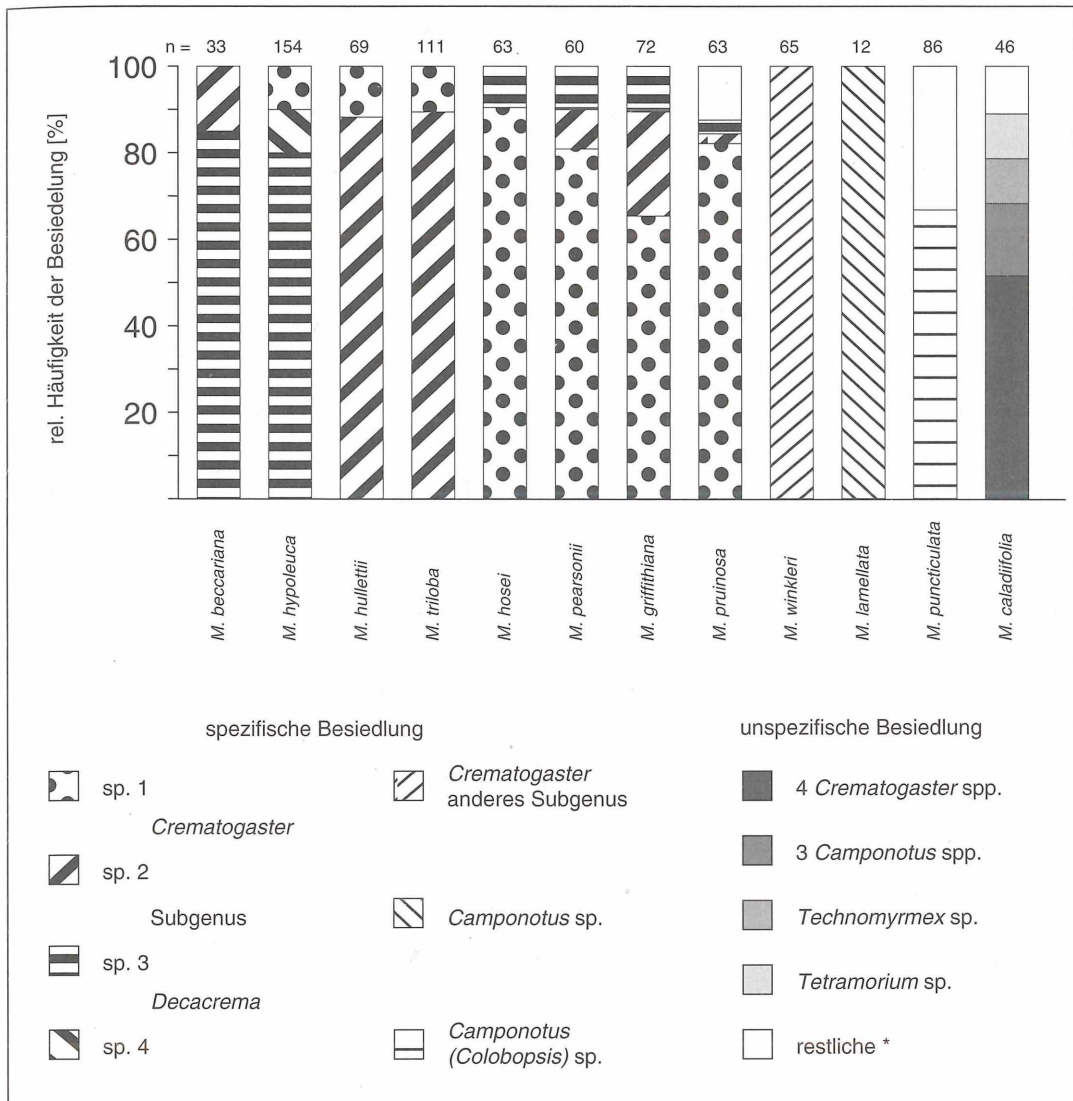 n = 33 154 69 111 63 60 72 63 65 12 86 46
rel. Häufigkeit der Besiedelung [%]
100
80
60
40
20
M. beccariana
M. hypoleuca
M. hullettii
M. triloba
M. hosei
M. pearsonii
M. griffithiana
M. pruinosa
M. winkleri
M. lamellata
M. puncticulata
M. caladiifolia
spezifische Besiedlung
sp. 1
Crematogaster
sp. 2
Subgenus
sp. 3
Decacrema
sp. 4
Crematogaster
anderes Subgenus
Camponotus sp.
Camponotus
(Colobopsis) sp.
unspezifische Besiedlung
4 Crematogaster spp.
3 Camponotus spp.
Technomyrmex sp.
Tetramorium sp.
restliche *